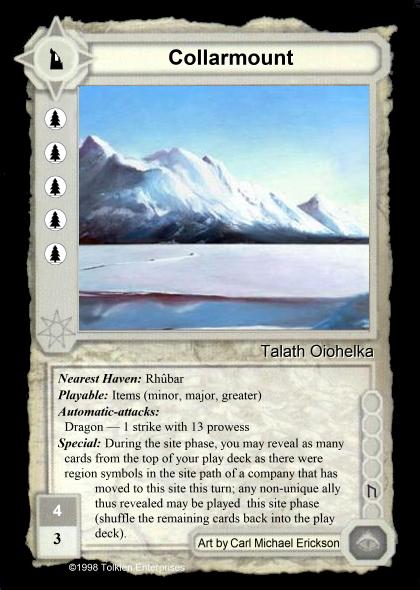 Collarmount
Talath Oiohelka
Nearest Haven: Rhûbar
Playable: Items (minor, major, greater)
Automatic-attacks:
Dragon — 1 strike with 13 prowess
Special: During the site phase, you may reveal as many
cards from the top of your play deck as there were
region symbols in the site path of a company that has
moved to this site this turn; any non-unique ally
thus revealed may be played this site phase
(shuffle the remaining cards back into the play
deck).
4
3
Art by Carl Michael Erickson
©1998 Tolkien Enterprises